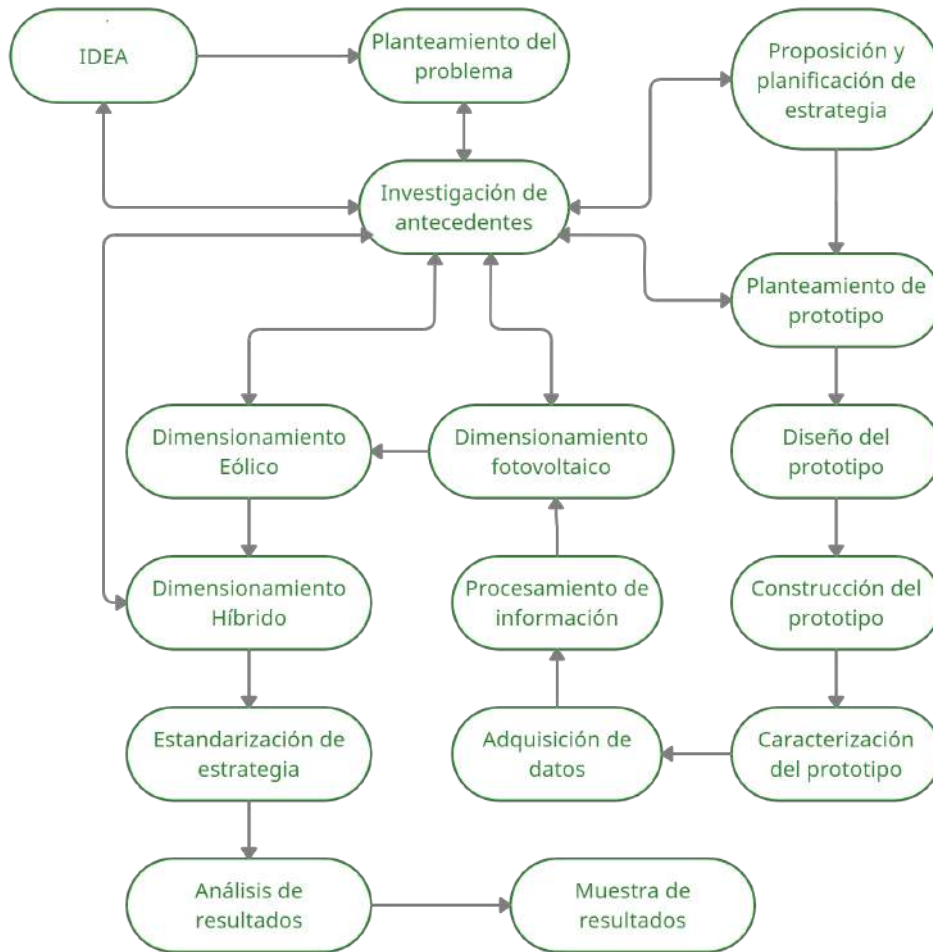 IDEA
Planteamiento del
problema
Proposición y
planificación de
estrategia
Investigación de
antecedentes
Planteamiento de
prototipo
Dimensionamiento
Eólico
Dimensionamiento
fotovoltaico
Diseño del
prototipo
Dimensionamiento
Híbrido
Procesamiento de
información
Construcción del
prototipo
Estandarización de
estrategia
Adquisición de
datos
Caracterización
del prototipo
Análisis de
resultados
Muestra de
resultados